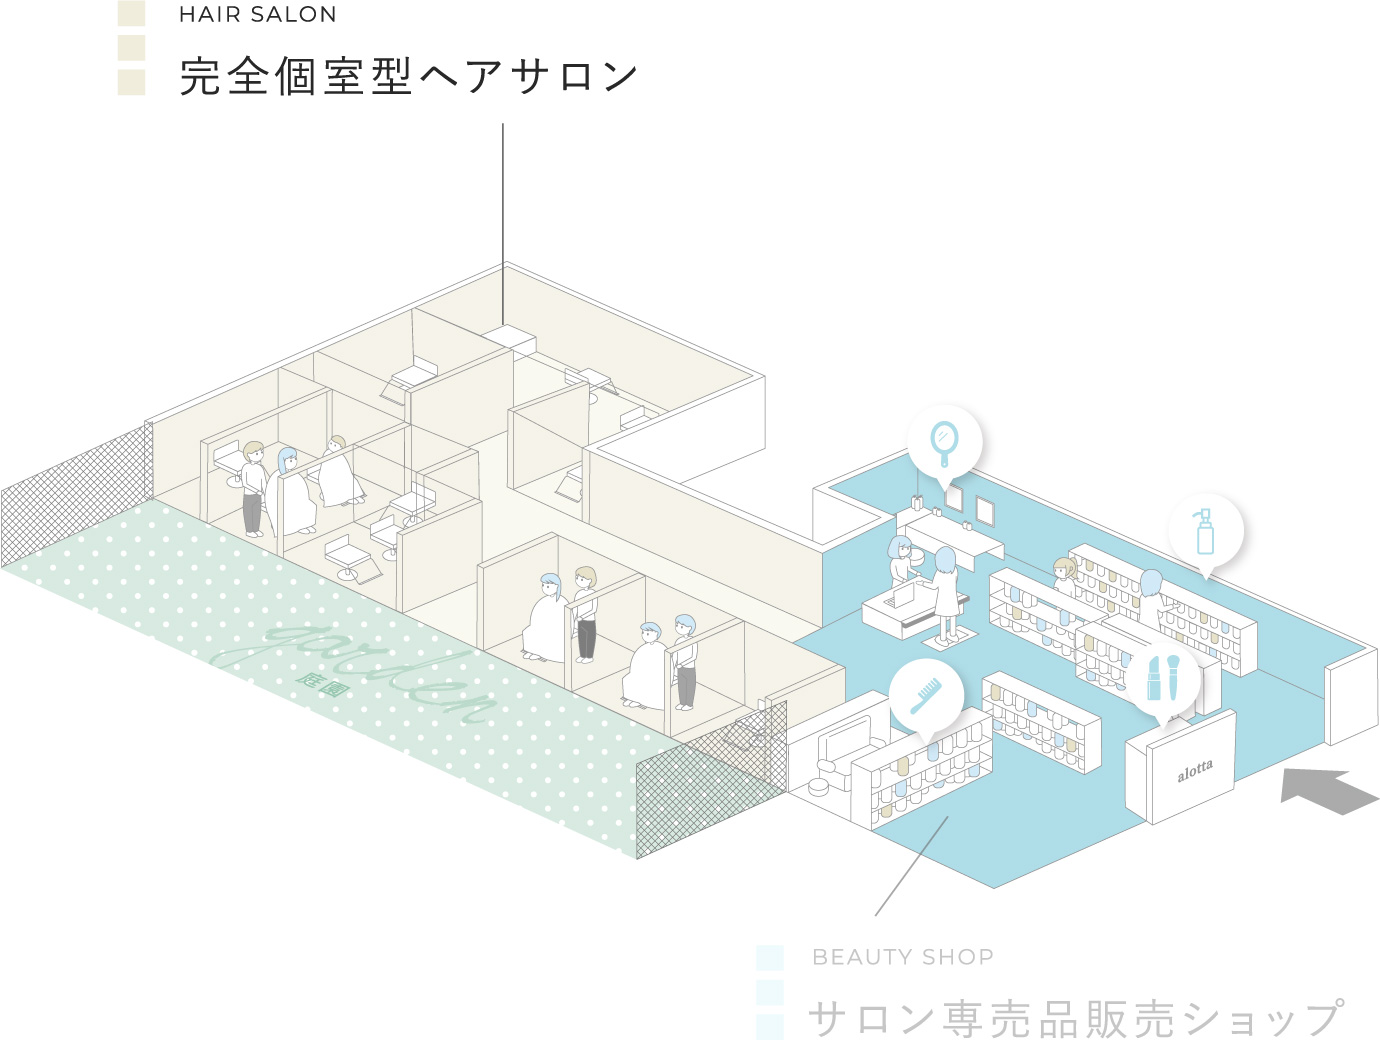 HAIR SALON
完全個室型ヘアサロン
garden
庭園
alotta
BEAUTY SHOP
サロン専売品販売ショップ